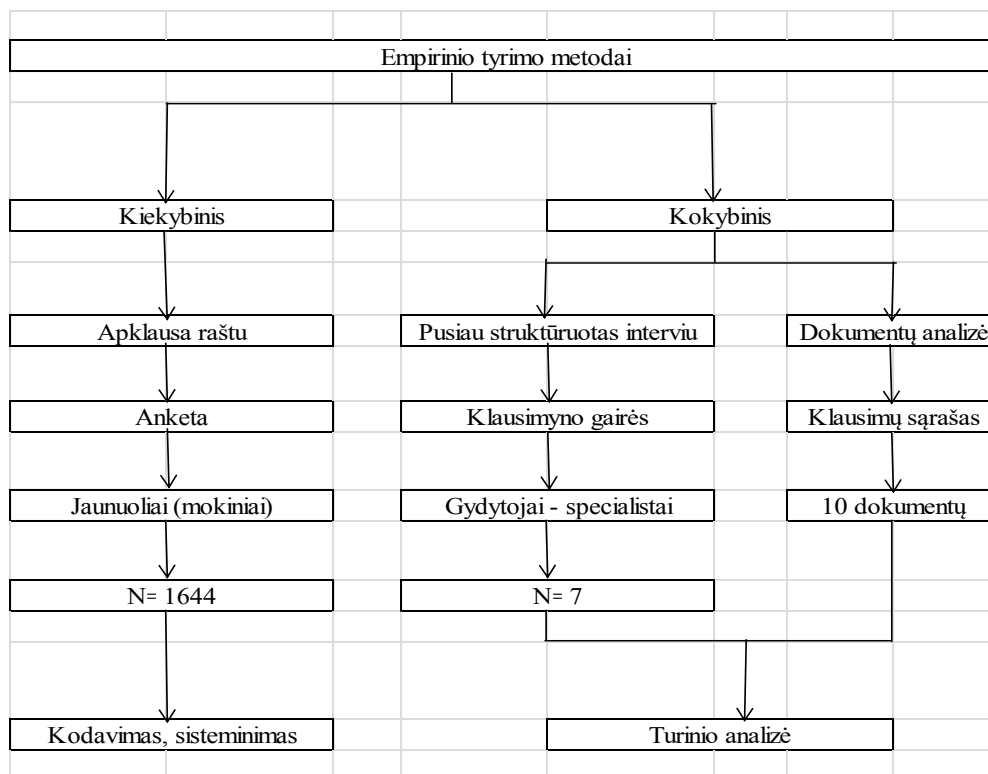 Empirinio tyrimo metodai
Kiekybinis
Kokybinis
Apklausa raštu
Pusiau struktūruotas interviu
Dokumentų analizė
Anketa
Klausimyno gairės
Klausimų sąrašas
Jaunuoliai (mokiniai)
Gydytojai - specialistai
10 dokumentų
N= 1644
N= 7
Kodavimas, sisteminimas
Turinio analizė